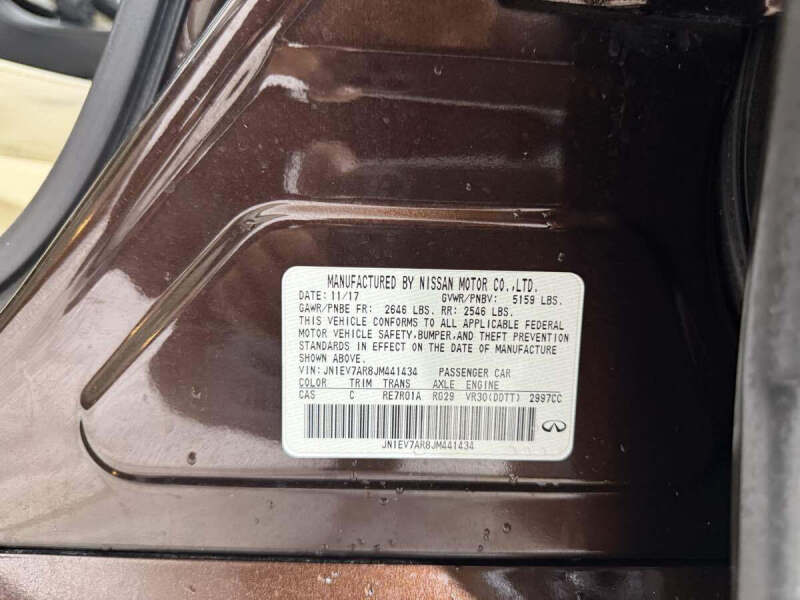 MANUFACTURED BY NISSAN MOTOR CO.,LTD.
DATE: 11/17 GVWR/PNBV: 5159 LBS.
GAWR/PNBE FR: 2646 LBS. RR: 2546 LBS.
THIS VEHICLE CONFORMS TO ALL APPLICABLE FEDERAL
MOTOR VEHICLE SAFETY, BUMPER, AND THEFT PREVENTION
STANDARDS IN EFFECT ON THE DATE OF MANUFACTURE
SHOWN ABOVE.
VIN: JN1EV7AR8JM441434 PASSENGER CAR
COLOR TRIM TRANS AXLE ENGINE
CAS C RE7R01A RG29 VR30(DDTT) 2997CC
JN1EV7AR8JM441434